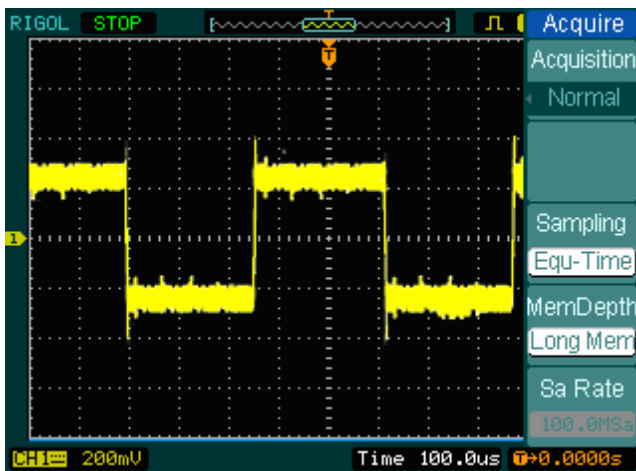 RIGOL STOP
T
T
1
Acquire
Acquisition
Normal
Sampling
Equ-Time
MemDepth
Long Mem
Sa Rate
100.0MSa
CH1 200mV Time 100.0us T→0.0000s